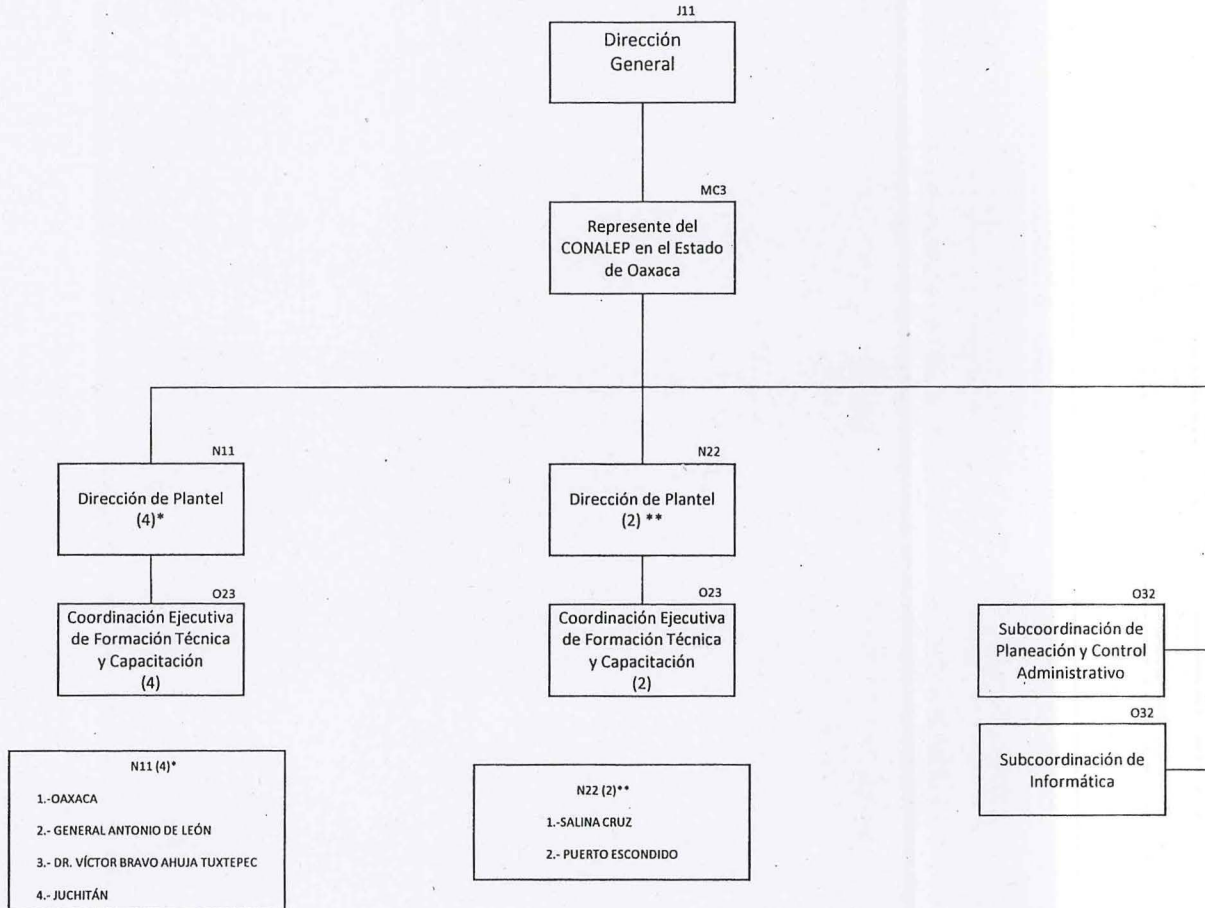 J11
Dirección
General
MC3
Represente del
CONALEP en el Estado
de Oaxaca
N11
Dirección de Plantel
(4)*
N22
Dirección de Plantel
(2) **
O23
Coordinación Ejecutiva
de Formación Técnica
y Capacitación
(4)
O23
Coordinación Ejecutiva
de Formación Técnica
y Capacitación
(2)
O32
Subcoordinación de
Planeación y Control
Administrativo
O32
Subcoordinación de
Informática
N11 (4)*
1.-OAXACA
2.- GENERAL ANTONIO DE LEÓN
3.- DR. VÍCTOR BRAVO AHUJA TUXTEPEC
4.- JUCHITÁN
N22 (2)**
1.-SALINA CRUZ
2.- PUERTO ESCONDIDO